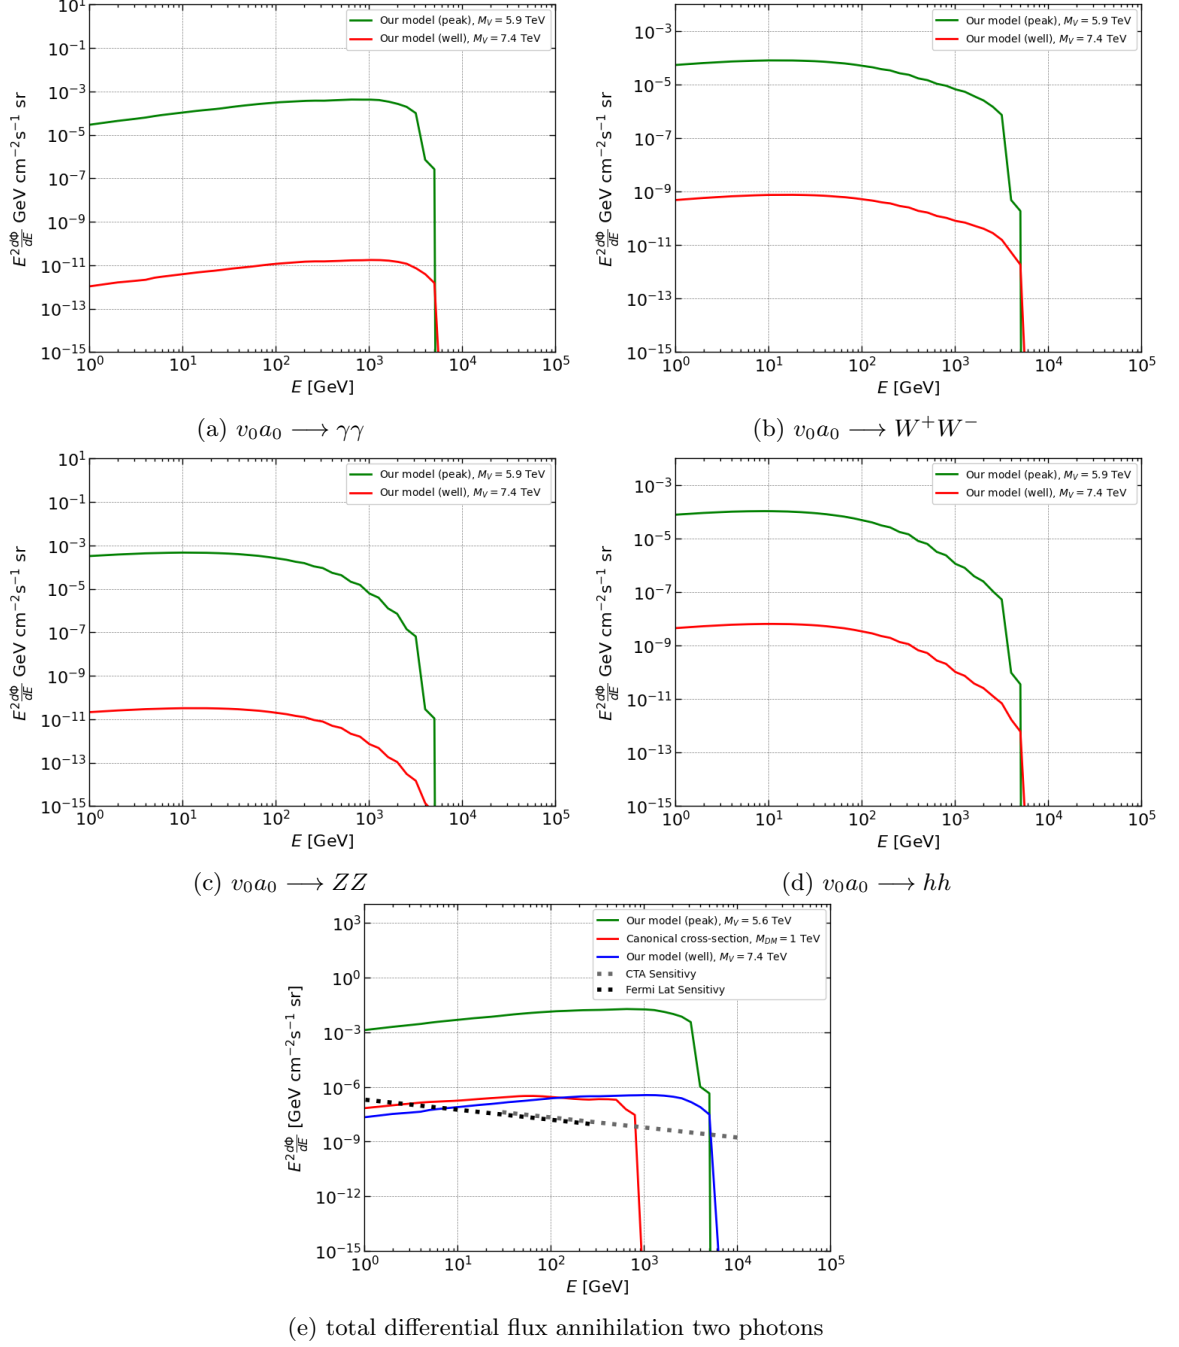 Our model (peak), M_V = 5.9 TeV
Our model (well), M_V = 7.4 TeV
10^1
10^-1
10^-3
10^-5
10^-7
10^-9
10^-11
10^-13
10^-15
E^2 dΦ/dE GeV cm^-2 s^-1 sr
10^0 10^1 10^2 10^3 10^4 10^5
E [GeV]
(a) v_0a_0 ⟶ γγ
Our model (peak), M_V = 5.9 TeV
Our model (well), M_V = 7.4 TeV
10^-3
10^-5
10^-7
10^-9
10^-11
10^-13
10^-15
E^2 dΦ/dE GeV cm^-2 s^-1 sr
10^0 10^1 10^2 10^3 10^4 10^5
E [GeV]
(b) v_0a_0 ⟶ W^+W^-
Our model (peak), M_V = 5.9 TeV
Our model (well), M_V = 7.4 TeV
10^1
10^-1
10^-3
10^-5
10^-7
10^-9
10^-11
10^-13
10^-15
E^2 dΦ/dE GeV cm^-2 s^-1 sr
10^0 10^1 10^2 10^3 10^4 10^5
E [GeV]
(c) v_0a_0 ⟶ ZZ
Our model (peak), M_V = 5.9 TeV
Our model (well), M_V = 7.4 TeV
10^-3
10^-5
10^-7
10^-9
10^-11
10^-13
10^-15
E^2 dΦ/dE GeV cm^-2 s^-1 sr
10^0 10^1 10^2 10^3 10^4 10^5
E [GeV]
(d) v_0a_0 ⟶ hh
Our model (peak), M_V = 5.6 TeV
Canonical cross-section, M_DM = 1 TeV
Our model (well), M_V = 7.4 TeV
CTA Sensitivy
Fermi Lat Sensitivy
10^3
10^0
10^-3
10^-6
10^-9
10^-12
10^-15
E^2 dΦ/dE [GeV cm^-2 s^-1 sr]
10^0 10^1 10^2 10^3 10^4 10^5
E [GeV]
(e) total differential flux annihilation two photons